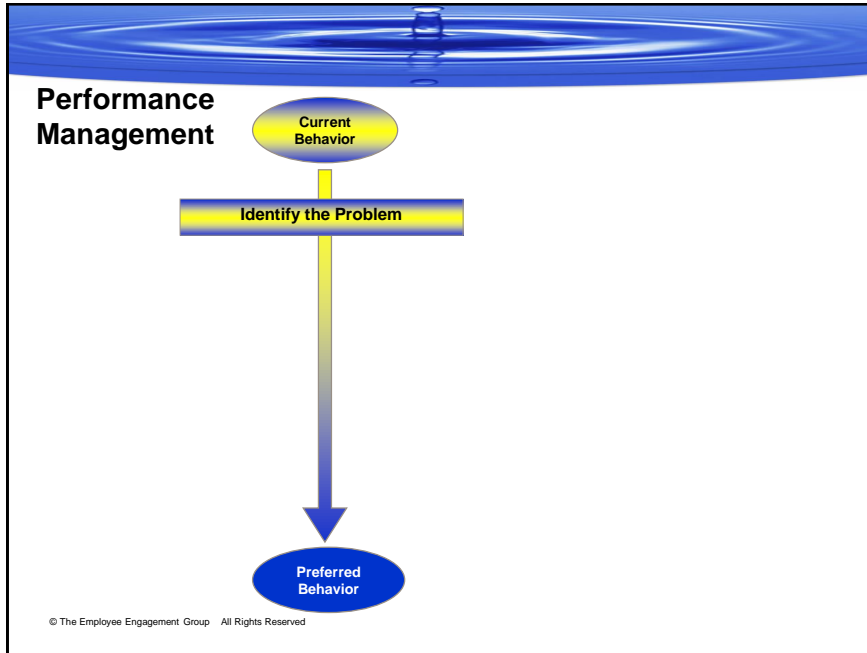 Performance
Management
Current
Behavior
Identify the Problem
Preferred
Behavior
© The Employee Engagement Group All Rights Reserved